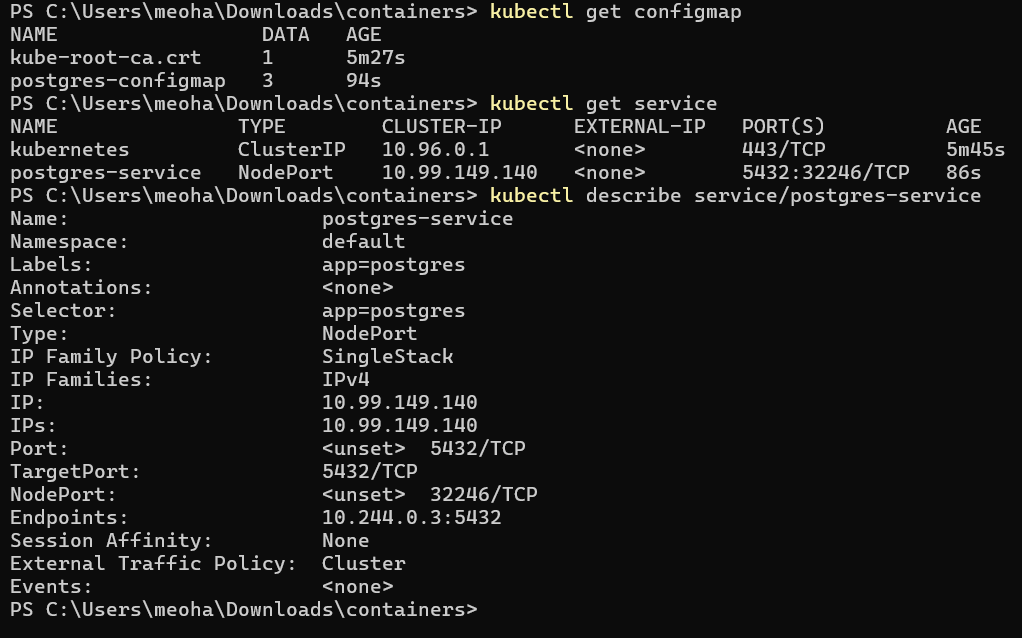 PS C:\Users\meoha\Downloads\containers> kubectl get configmap
NAME                 DATA   AGE
kube-root-ca.crt     1      5m27s
postgres-configmap   3      94s
PS C:\Users\meoha\Downloads\containers> kubectl get service
NAME               TYPE        CLUSTER-IP      EXTERNAL-IP   PORT(S)          AGE
kubernetes         ClusterIP   10.96.0.1       <none>        443/TCP          5m45s
postgres-service   NodePort    10.99.149.140   <none>        5432:32246/TCP   86s
PS C:\Users\meoha\Downloads\containers> kubectl describe service/postgres-service
Name:                     postgres-service
Namespace:                default
Labels:                   app=postgres
Annotations:              <none>
Selector:                 app=postgres
Type:                     NodePort
IP Family Policy:         SingleStack
IP Families:              IPv4
IP:                       10.99.149.140
IPs:                      10.99.149.140
Port:                     <unset>  5432/TCP
TargetPort:               5432/TCP
NodePort:                 <unset>  32246/TCP
Endpoints:                10.244.0.3:5432
Session Affinity:         None
External Traffic Policy:  Cluster
Events:                   <none>
PS C:\Users\meoha\Downloads\containers>